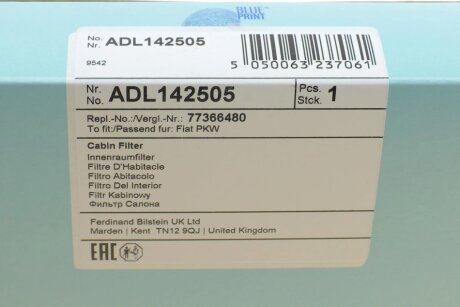 BLUE
PRINT
No.
Nr. ADL142505
9542
5 050063 237061
Nr.
No. ADL142505
Pcs.
Stck. 1
Repl.-No./Vergl.-Nr.: 77366480
To fit:/Passend fur: Fiat PKW
Cabin Filter
Innenraumfilter
Filtre D'Habitacle
Filtro Abitacolo
Filtro Del Interior
Filtr Kabinowy
Фильтр Салона
Ferdinand Bilstein UK Ltd
Marden | Kent TN12 9QJ | United Kingdom
EAC